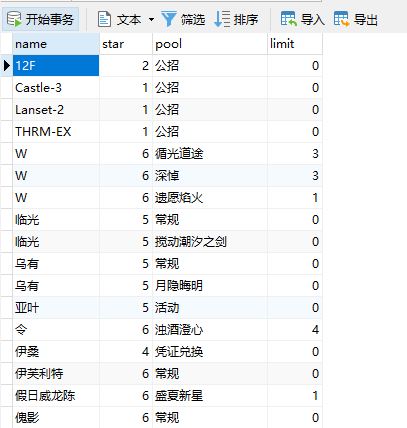 开始事务 文本 筛选 排序 导入 导出
name star pool limit
12F 2 公招 0
Castle-3 1 公招 0
Lanset-2 1 公招 0
THRM-EX 1 公招 0
W 6 循光道途 3
W 6 深悼 3
W 6 遗愿焰火 1
临光 5 常规 0
临光 5 搅动潮汐之剑 0
乌有 5 常规 0
乌有 5 月隐晦明 0
亚叶 5 活动 0
令 6 浊酒澄心 4
伊桑 4 凭证兑换 0
伊芙利特 6 常规 0
假日威龙陈 6 盛夏新星 1
傀影 6 常规 0